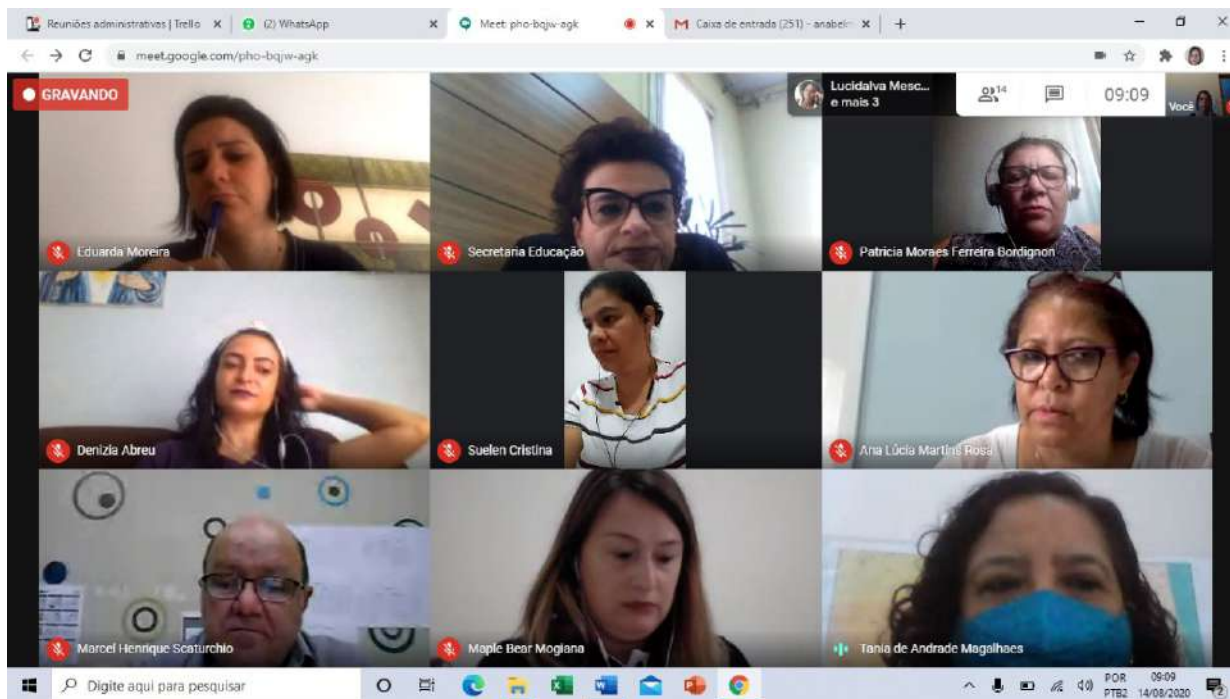 Reuniões administrativas | Trello
(2) WhatsApp
Meet: pho-bqjw-agk
Caixa de entrada (251) - anabel
meet.google.com/pho-bqjw-agk
GRAVANDO
Lucidalva Mesc...
e mais 3
14
09:09
Você
Eduarda Moreira
Secretaria Educação
Patricia Moraes Ferreira Bordignon
Denizia Abreu
Suelen Cristina
Ana Lúcia Martins Rosa
Marcel Henrique Scaturchio
Maple Bear Mogiana
Tania de Andrade Magalhaes
Digite aqui para pesquisar
POR
PTB2
09:09
14/08/2020